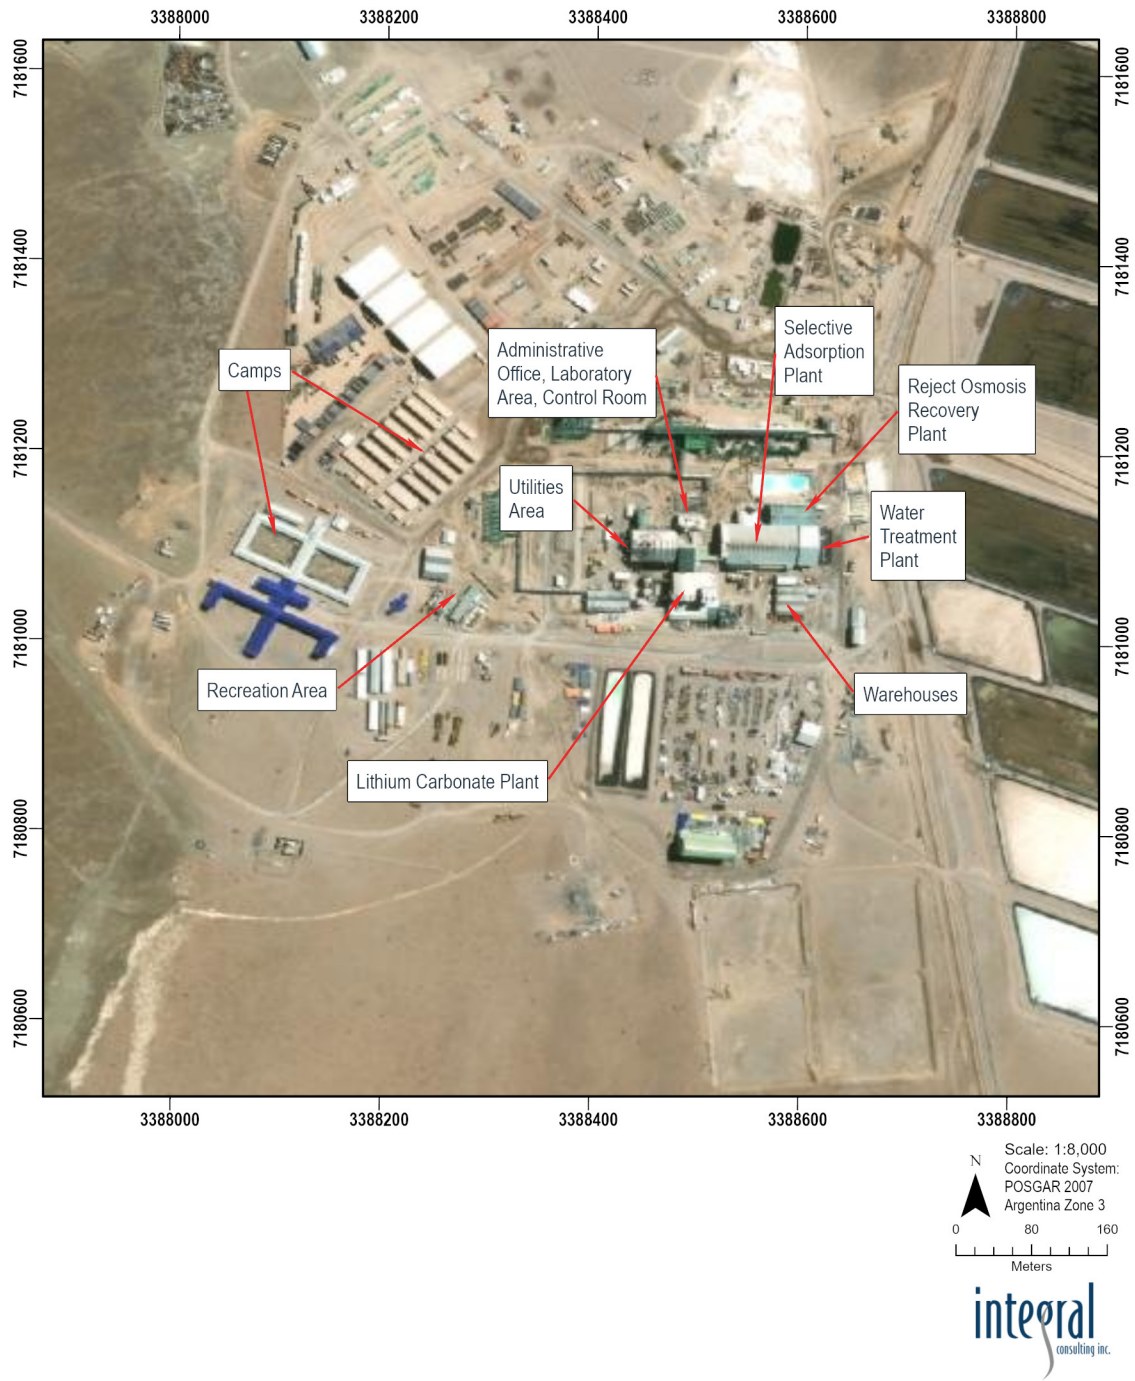 3388000
3388200
3388400
3388600
3388800
7181600
7181600
7181400
7181400
Selective
Adsorption
Plant
Administrative
Office, Laboratory
Area, Control Room
Camps
Reject Osmosis
Recovery
Plant
7181200
7181200
Utilities
Area
Water
Treatment
Plant
7181000
7181000
Recreation Area
Warehouses
Lithium Carbonate Plant
7180800
7180800
7180600
7180600
3388000
3388200
3388400
3388600
3388800
N
Scale: 1:8,000
Coordinate System:
POSGAR 2007
Argentina Zone 3
0
80
160
Meters
integral
consulting inc.